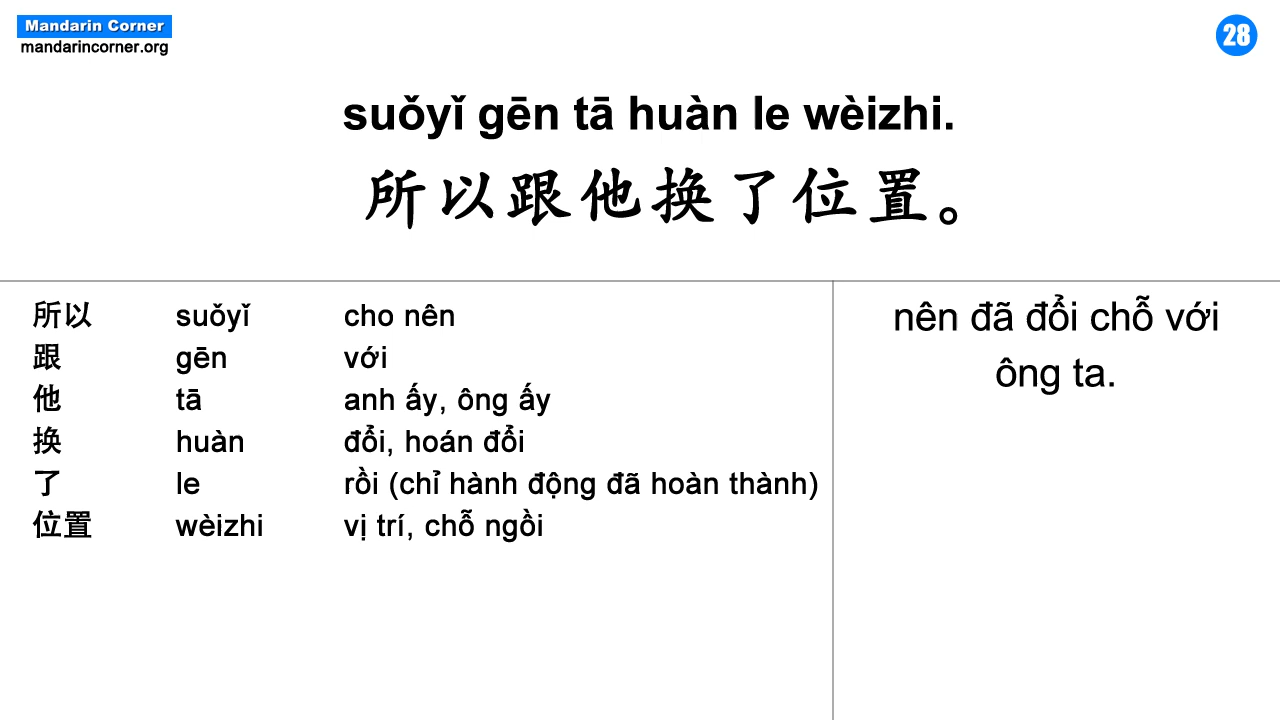 Mandarin Corner
mandarincorner.org
28
suǒyǐ gēn tā huàn le wèizhi.
所以跟他换了位置。
所以 suǒyǐ cho nên
跟 gēn với
他 tā anh ấy, ông ấy
换 huàn đổi, hoán đổi
了 le rồi (chỉ hành động đã hoàn thành)
位置 wèizhi vị trí, chỗ ngồi
nên đã đổi chỗ với
ông ta.